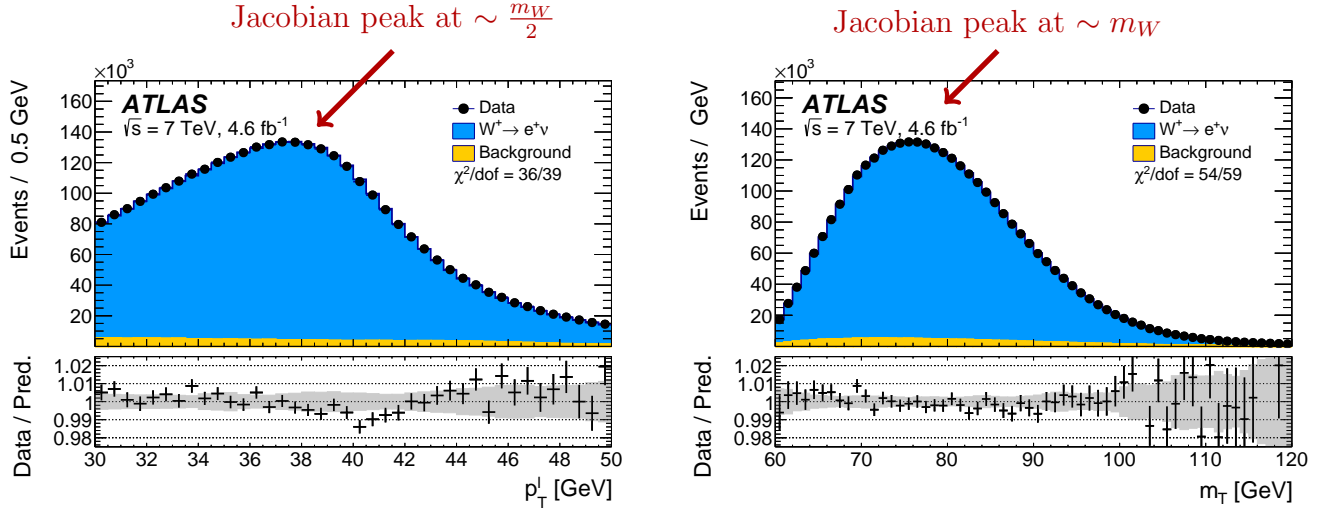 Jacobian peak at ∼ m_W/2
×10³
Events / 0.5 GeV
160
140
120
100
80
60
40
20
ATLAS
√s = 7 TeV, 4.6 fb⁻¹
Data
W⁺→ e⁺ν
Background
χ²/dof = 36/39
Data / Pred.
1.02
1.01
1
0.99
0.98
30 32 34 36 38 40 42 44 46 48 50
p_T^l [GeV]
Jacobian peak at ∼ m_W
×10³
Events / GeV
160
140
120
100
80
60
40
20
ATLAS
√s = 7 TeV, 4.6 fb⁻¹
Data
W⁺→ e⁺ν
Background
χ²/dof = 54/59
Data / Pred.
1.02
1.01
1
0.99
0.98
60 70 80 90 100 110 120
m_T [GeV]